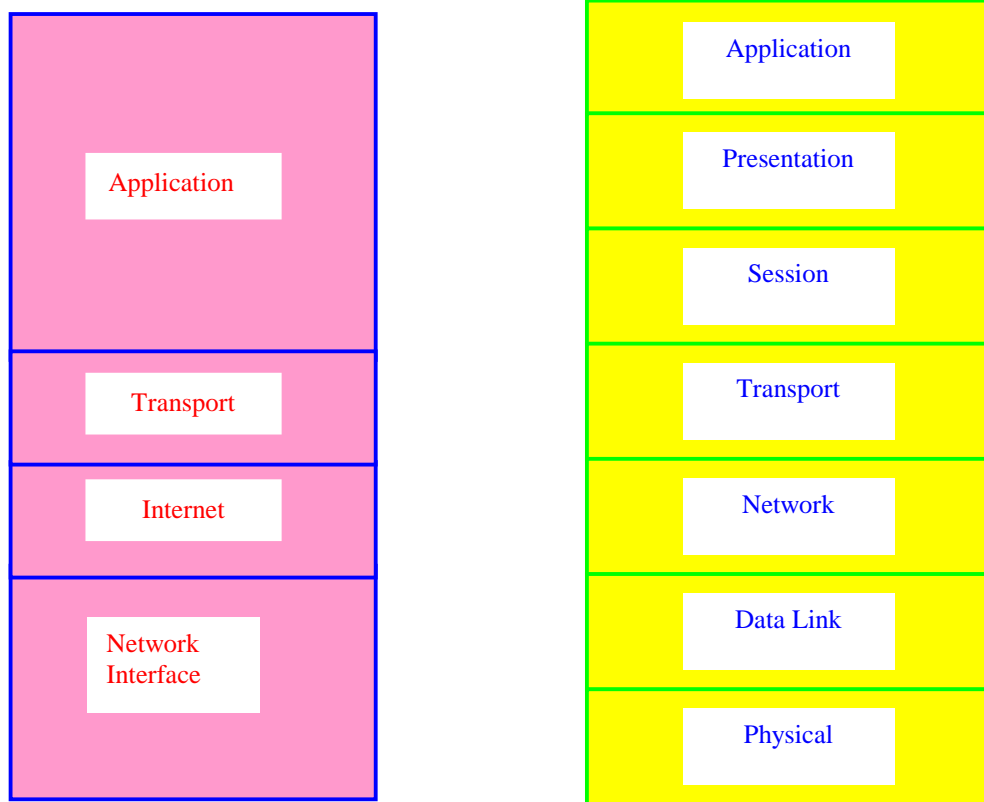 Application
Transport
Internet
Network
Interface
Application
Presentation
Session
Transport
Network
Data Link
Physical